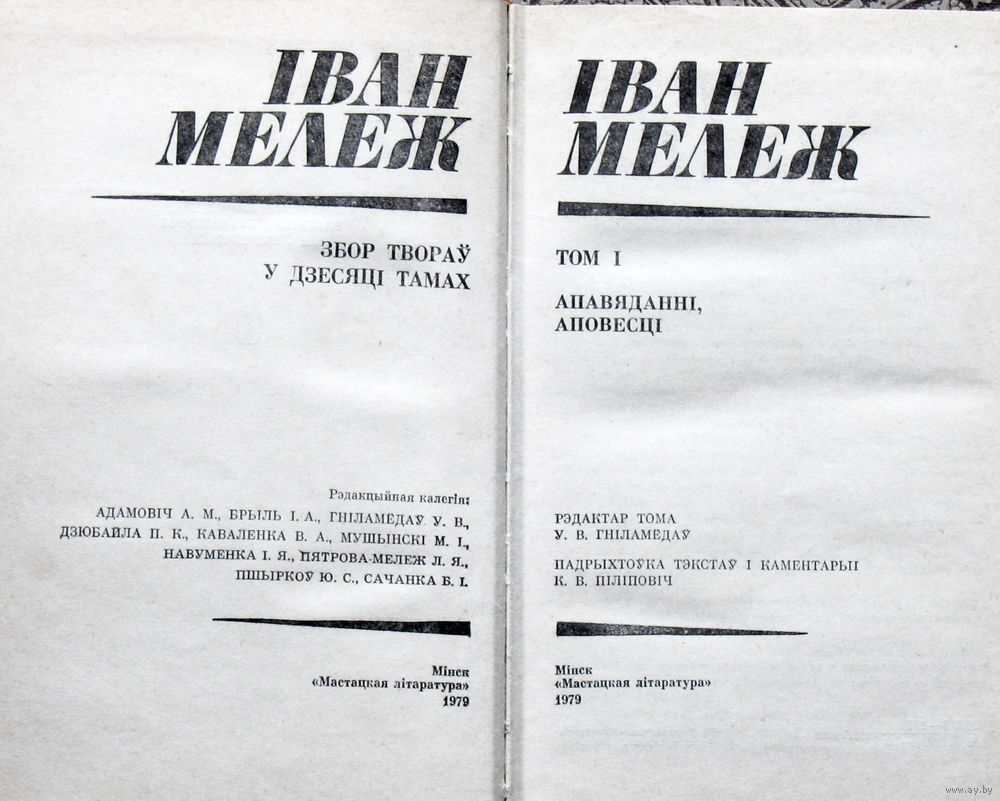 ІВАН
МЕЛЕЖ
ЗБОР ТВОРАЎ
У ДЗЕСЯЦІ ТАМАХ
Рэдакцыйная калегія:
АДАМОВІЧ А. М., БРЫЛЬ І. А., ГНІЛАМЁДАЎ У. В.,
ДЗЮБАЙЛА П. К., КАВАЛЕНКА В. А., МУШЫНСКІ М. І.,
НАВУМЕНКА І. Я., ПЯТРОВА-МЕЛЕЖ Л. Я.,
ПШЫРКОЎ Ю. С., САЧАНКА Б. І.
Мінск
«Мастацкая літаратура»
1979
ІВАН
МЕЛЕЖ
ТОМ І
АПАВЯДАННІ,
АПОВЕСЦІ
РЭДАКТАР ТОМА
У. В. ГНІЛАМЁДАЎ
ПАДРЫХТОЎКА ТЭКСТАЎ І КАМЕНТАРЫІ
К. В. ПІЛІПОВІЧ
Мінск
«Мастацкая літаратура»
1979
www.ay.by